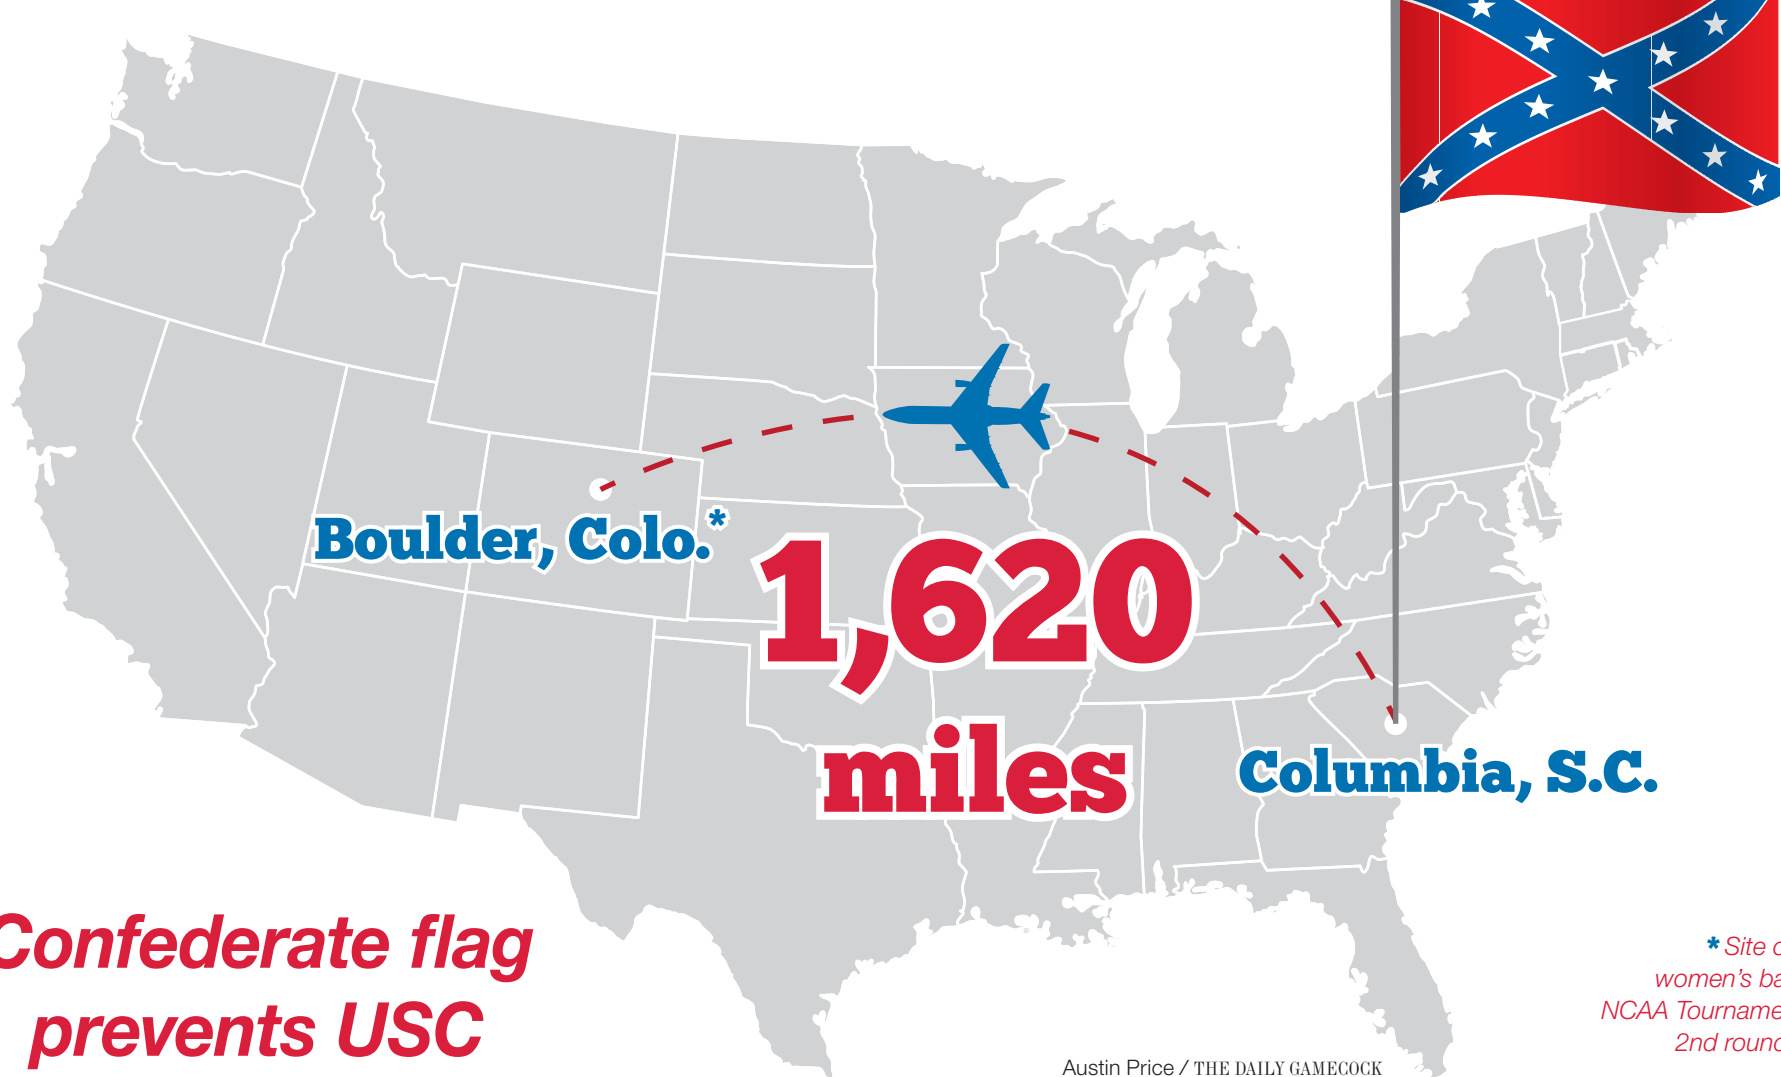 Boulder, Colo.*
1,620
miles
Columbia, S.C.
Confederate flag
prevents USC
* Site
women's
NCAA
2nd round
Austin Price / THE DAILY GAMECOCK